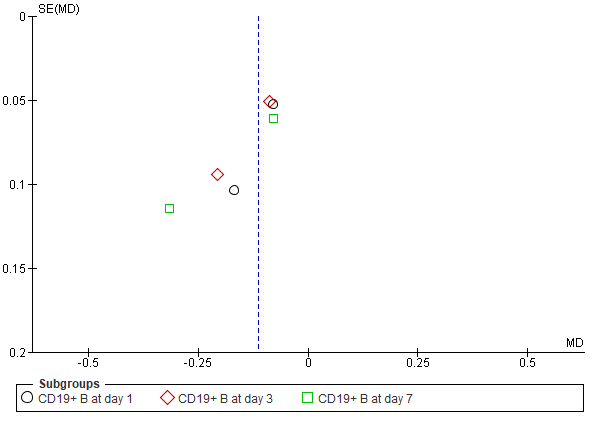 SE(MD)
0
0.05
0.1
0.15
0.2
-0.5 -0.25 0 0.25 0.5
MD
Subgroups
CD19+ B at day 1 CD19+ B at day 3 CD19+ B at day 7